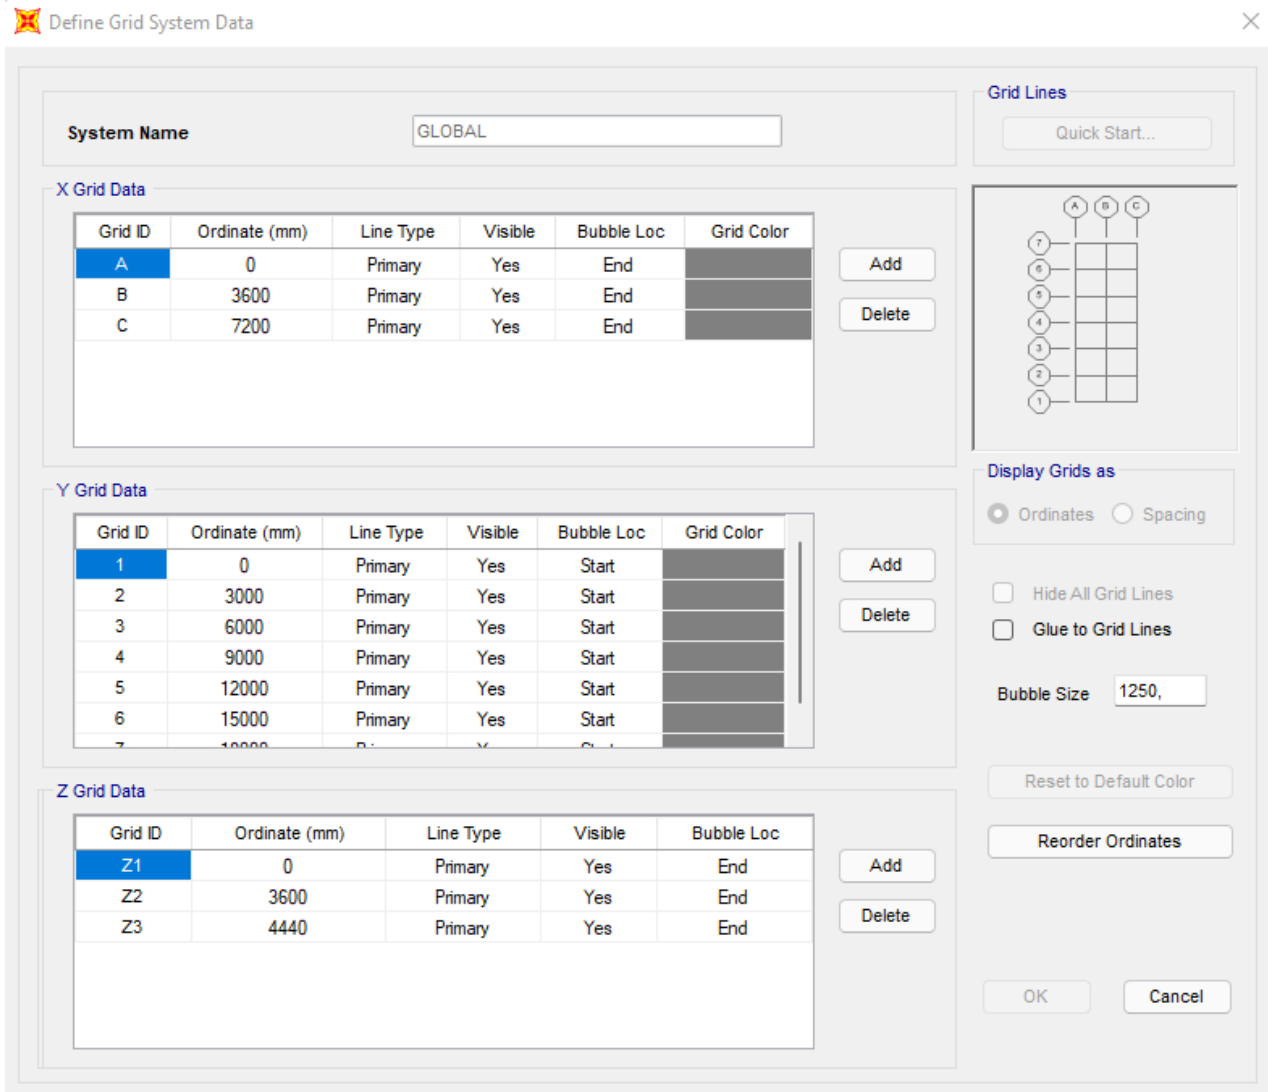 Define Grid System Data
System Name GLOBAL
Grid Lines
Quick Start...
X Grid Data
Grid ID Ordinate (mm) Line Type Visible Bubble Loc Grid Color
A 0 Primary Yes End
B 3600 Primary Yes End
C 7200 Primary Yes End
Add
Delete
A B C
7
6
5
4
3
2
1
Y Grid Data
Grid ID Ordinate (mm) Line Type Visible Bubble Loc Grid Color
1 0 Primary Yes Start
2 3000 Primary Yes Start
3 6000 Primary Yes Start
4 9000 Primary Yes Start
5 12000 Primary Yes Start
6 15000 Primary Yes Start
Add
Delete
Display Grids as
Ordinates Spacing
Hide All Grid Lines
Glue to Grid Lines
Bubble Size 1250,
Reset to Default Color
Reorder Ordinates
Z Grid Data
Grid ID Ordinate (mm) Line Type Visible Bubble Loc
Z1 0 Primary Yes End
Z2 3600 Primary Yes End
Z3 4440 Primary Yes End
Add
Delete
OK Cancel